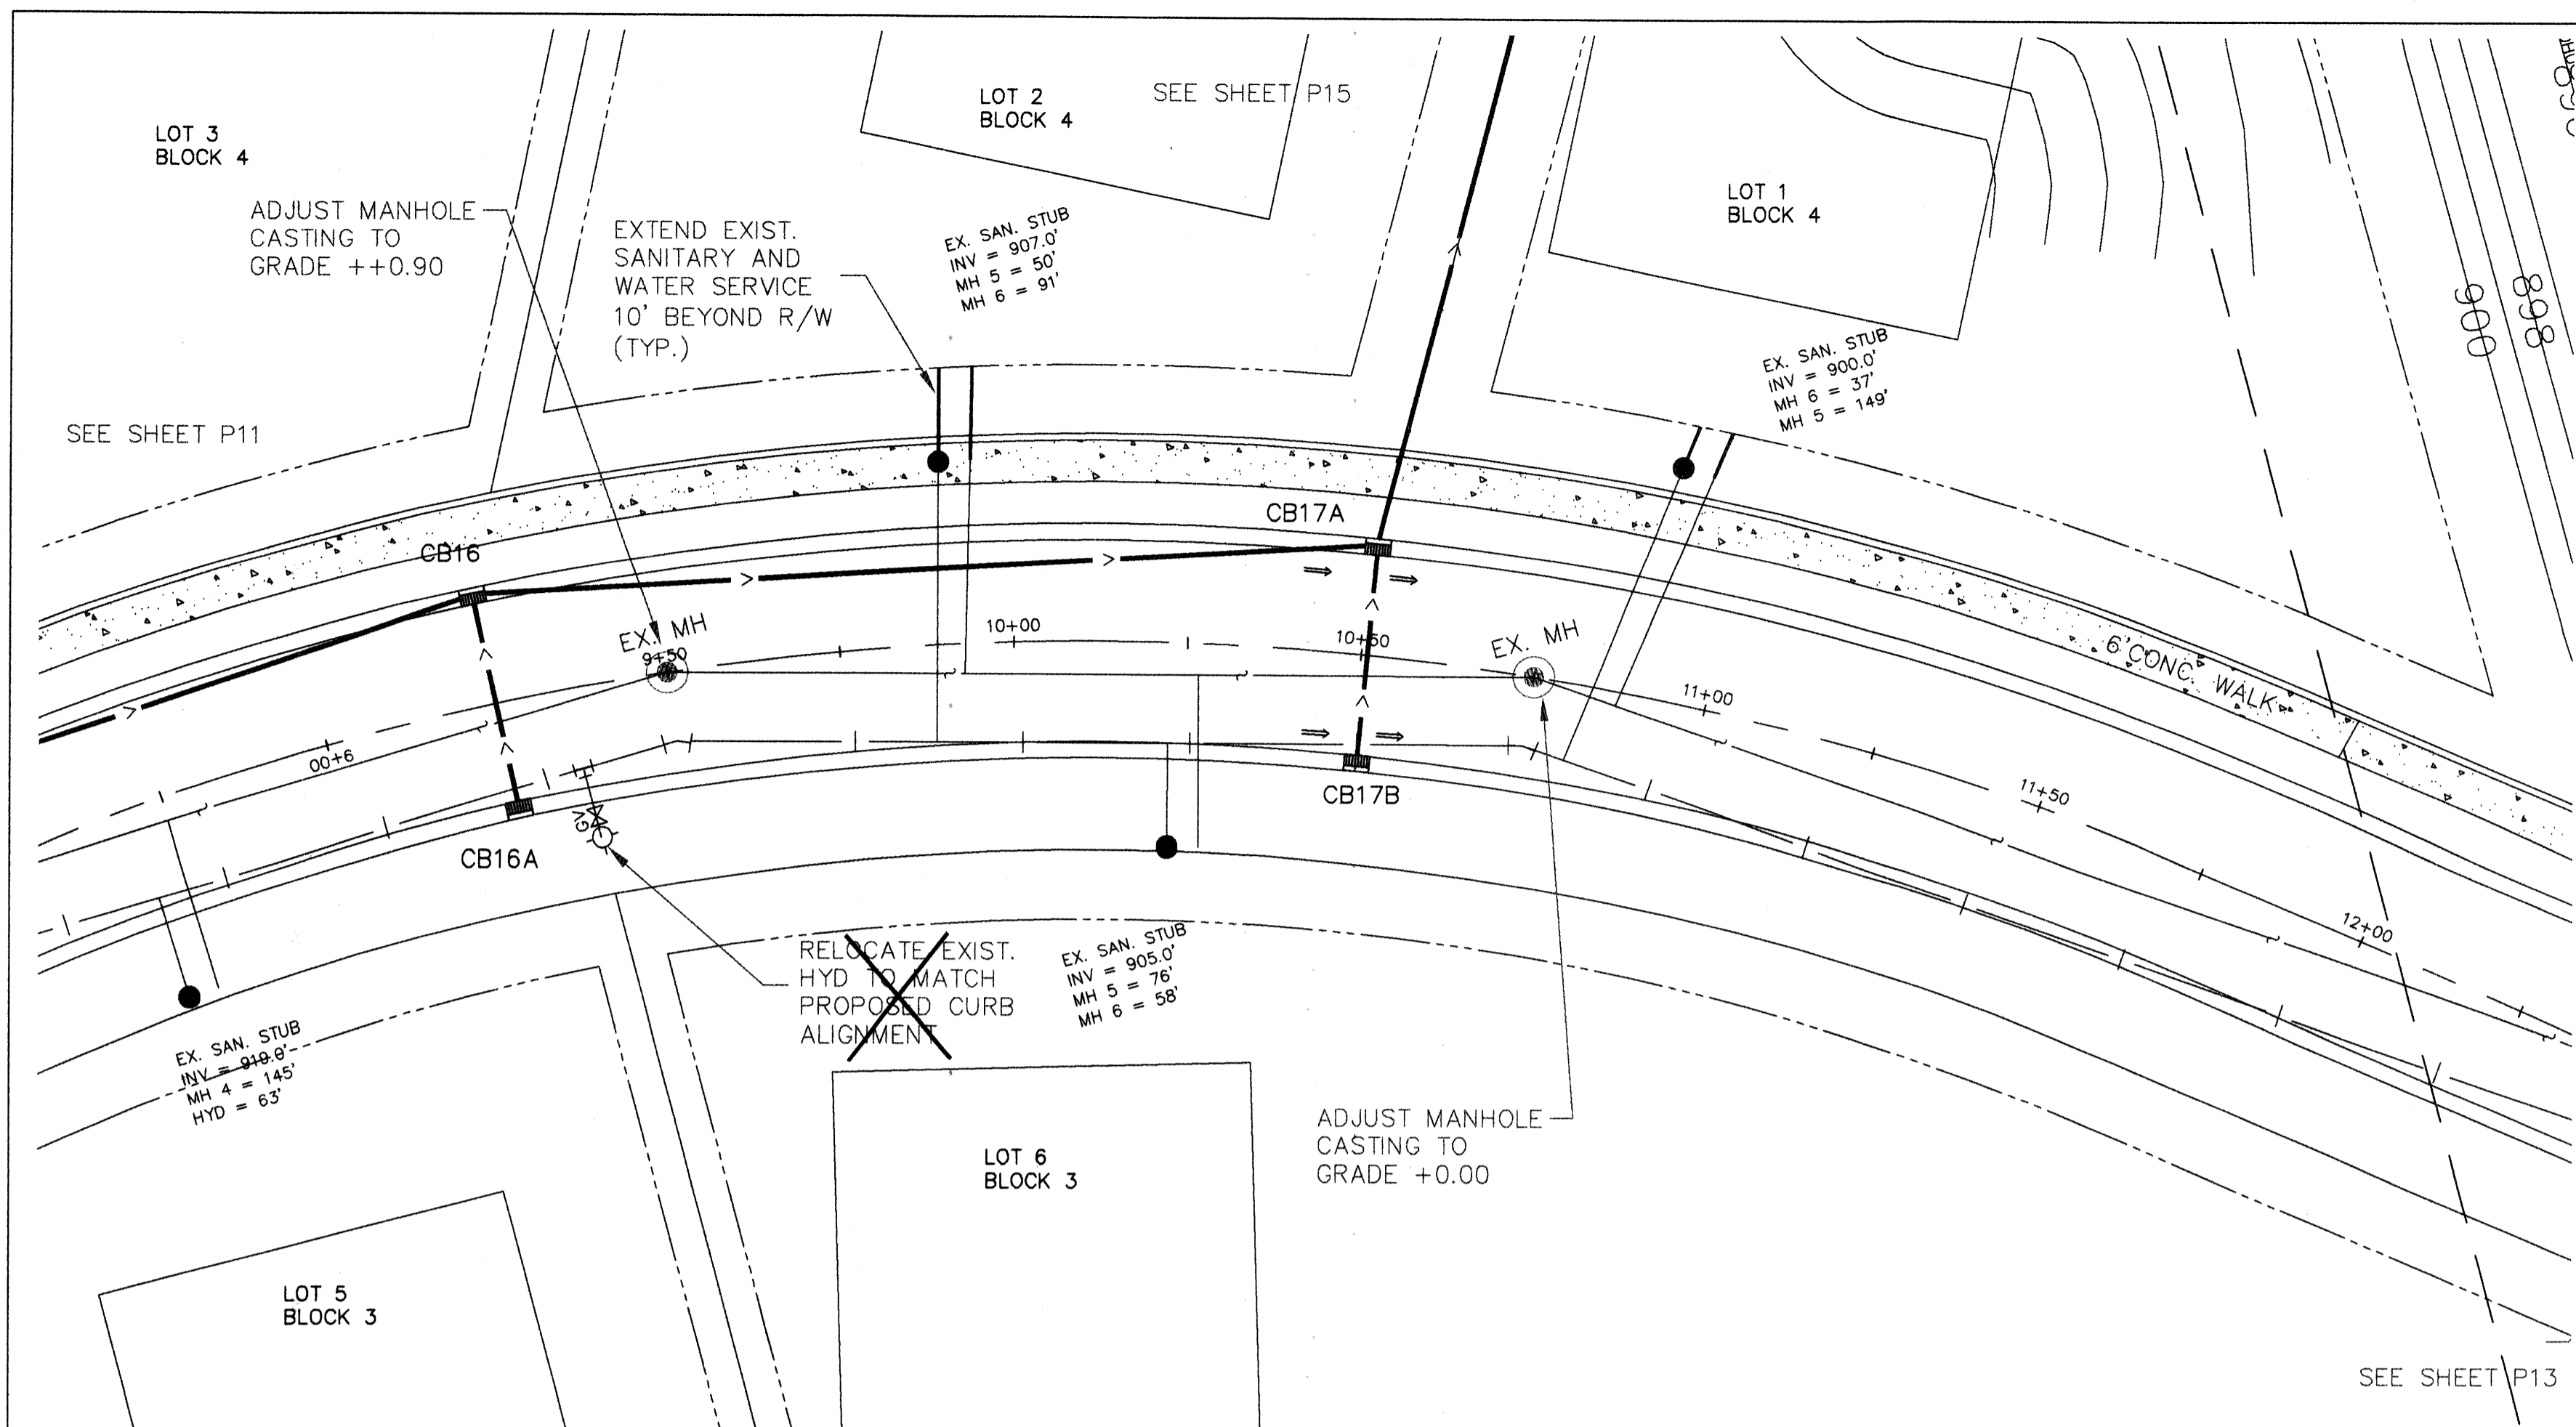 LOT 3
BLOCK 4
LOT 2
BLOCK 4
SEE SHEET P15
LOT 1
BLOCK 4
ADJUST MANHOLE
CASTING TO
GRADE ++0.90
EXTEND EXIST.
SANITARY AND
WATER SERVICE
10' BEYOND R/W
(TYP.)
EX. SAN. STUB
INV = 907.0'
MH 5 = 50'
MH 6 = 91'
EX. SAN. STUB
INV = 900.0'
MH 6 = 37'
MH 5 = 149'
900
898
SEE SHEET P11
CB16
CB17A
EX. MH
9+50
10+00
10+50
EX. MH
11+00
6' CONC. WALK
9+00
11+50
12+00
GV
CB16A
CB17B
RELOCATE EXIST.
HYD TO MATCH
PROPOSED CURB
ALIGNMENT
EX. SAN. STUB
INV = 905.0'
MH 5 = 76'
MH 6 = 58'
EX. SAN. STUB
INV = 919.0'
MH 4 = 145'
HYD = 63'
ADJUST MANHOLE
CASTING TO
GRADE +0.00
LOT 6
BLOCK 3
LOT 5
BLOCK 3
SEE SHEET P13